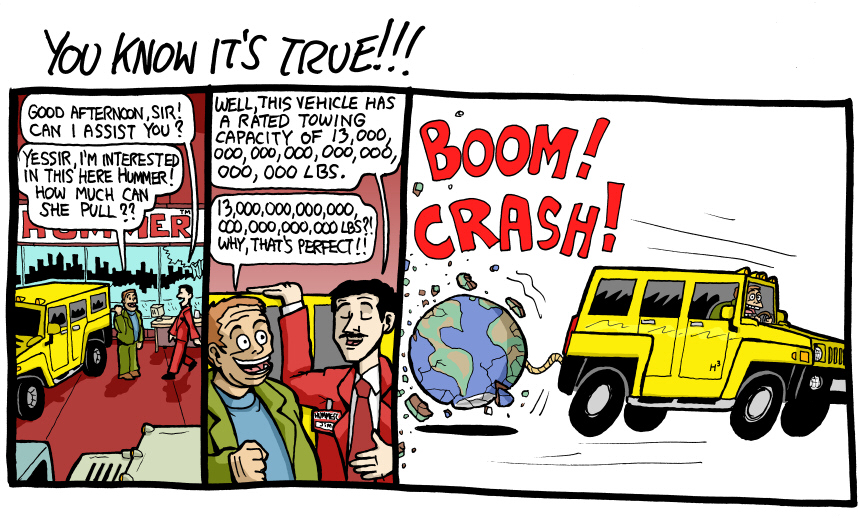 YOU KNOW IT'S TRUE!!!
GOOD AFTERNOON, SIR!
CAN I ASSIST YOU?
YESSIR, I'M INTERESTED
IN THIS HERE HUMMER!
HOW MUCH CAN
SHE PULL??
HUMMER™
WELL, THIS VEHICLE HAS
A RATED TOWING
CAPACITY OF 13,000,
000,000,000,000,000,
000,000 LBS.
13,000,000,000,000,
000,000,000,000 LBS?!
WHY, THAT'S PERFECT!!
HUMMER
Jim
BOOM!
CRASH!
H3